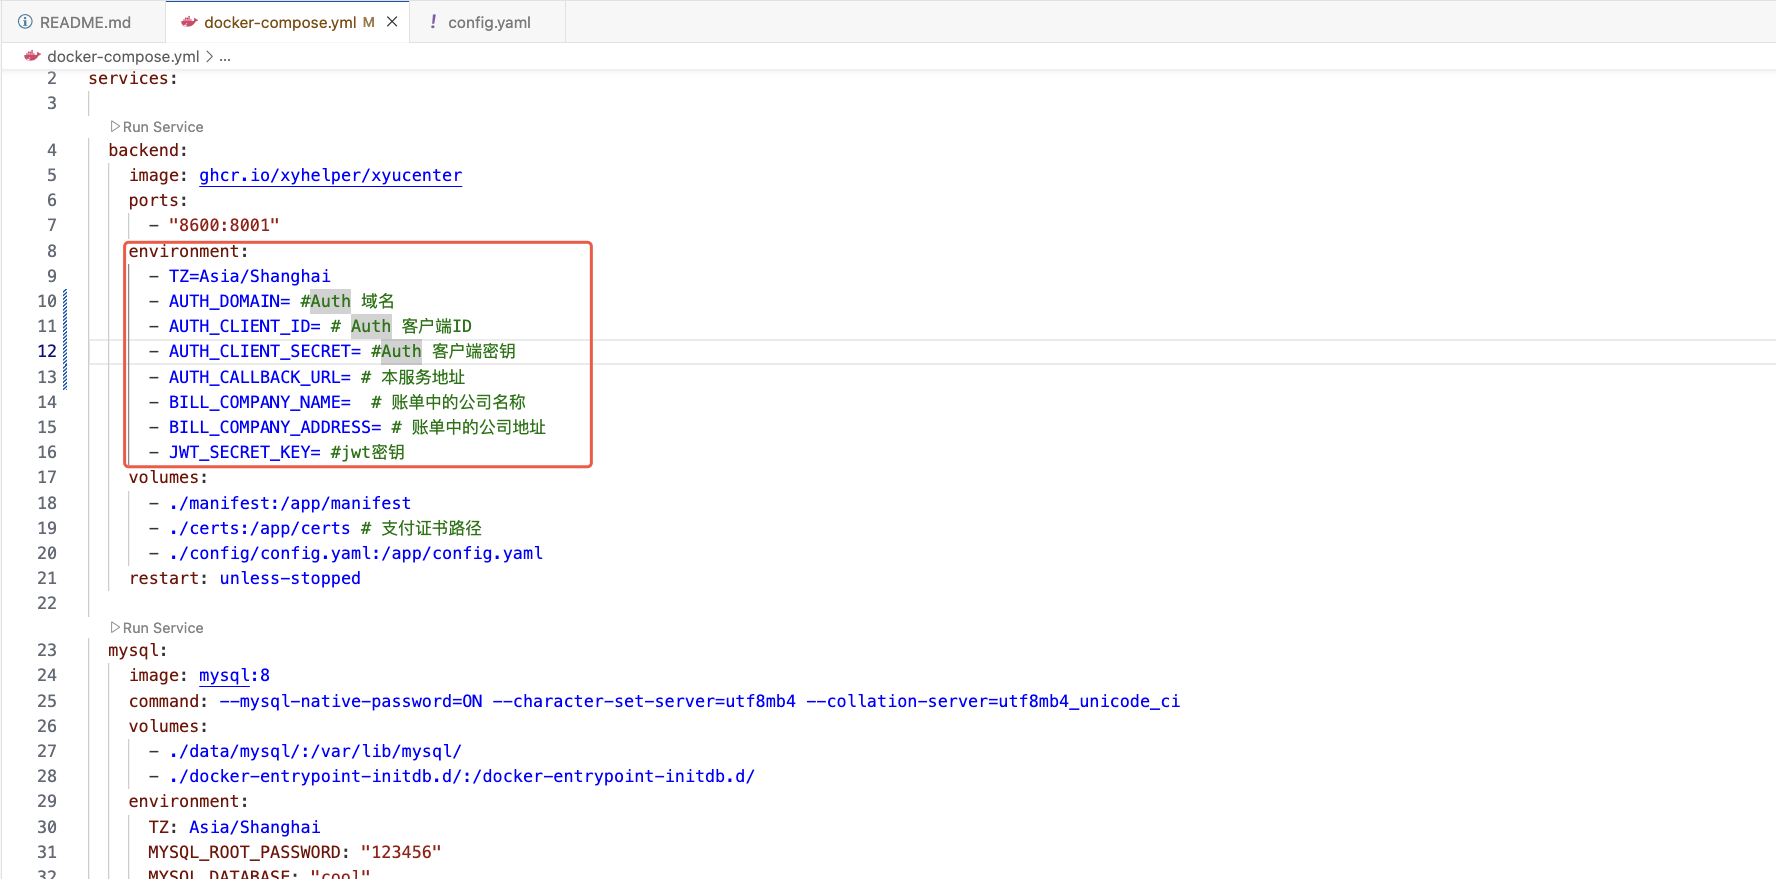 README.md docker-compose.yml M config.yaml
docker-compose.yml > ...
2 services:
3
Run Service
4 backend:
5 image: ghcr.io/xyhelper/xyucenter
6 ports:
7 - "8600:8001"
8 environment:
9 - TZ=Asia/Shanghai
10 - AUTH_DOMAIN= #Auth 域名
11 - AUTH_CLIENT_ID= # Auth 客户端ID
12 - AUTH_CLIENT_SECRET= #Auth 客户端密钥
13 - AUTH_CALLBACK_URL= # 本服务地址
14 - BILL_COMPANY_NAME=  # 账单中的公司名称
15 - BILL_COMPANY_ADDRESS= # 账单中的公司地址
16 - JWT_SECRET_KEY= #jwt密钥
17 volumes:
18 - ./manifest:/app/manifest
19 - ./certs:/app/certs # 支付证书路径
20 - ./config/config.yaml:/app/config.yaml
21 restart: unless-stopped
22
Run Service
23 mysql:
24 image: mysql:8
25 command: --mysql-native-password=ON --character-set-server=utf8mb4 --collation-server=utf8mb4_unicode_ci
26 volumes:
27 - ./data/mysql/:/var/lib/mysql/
28 - ./docker-entrypoint-initdb.d/:/docker-entrypoint-initdb.d/
29 environment:
30 TZ: Asia/Shanghai
31 MYSQL_ROOT_PASSWORD: "123456"
32 MYSQL_DATABASE: "cool"